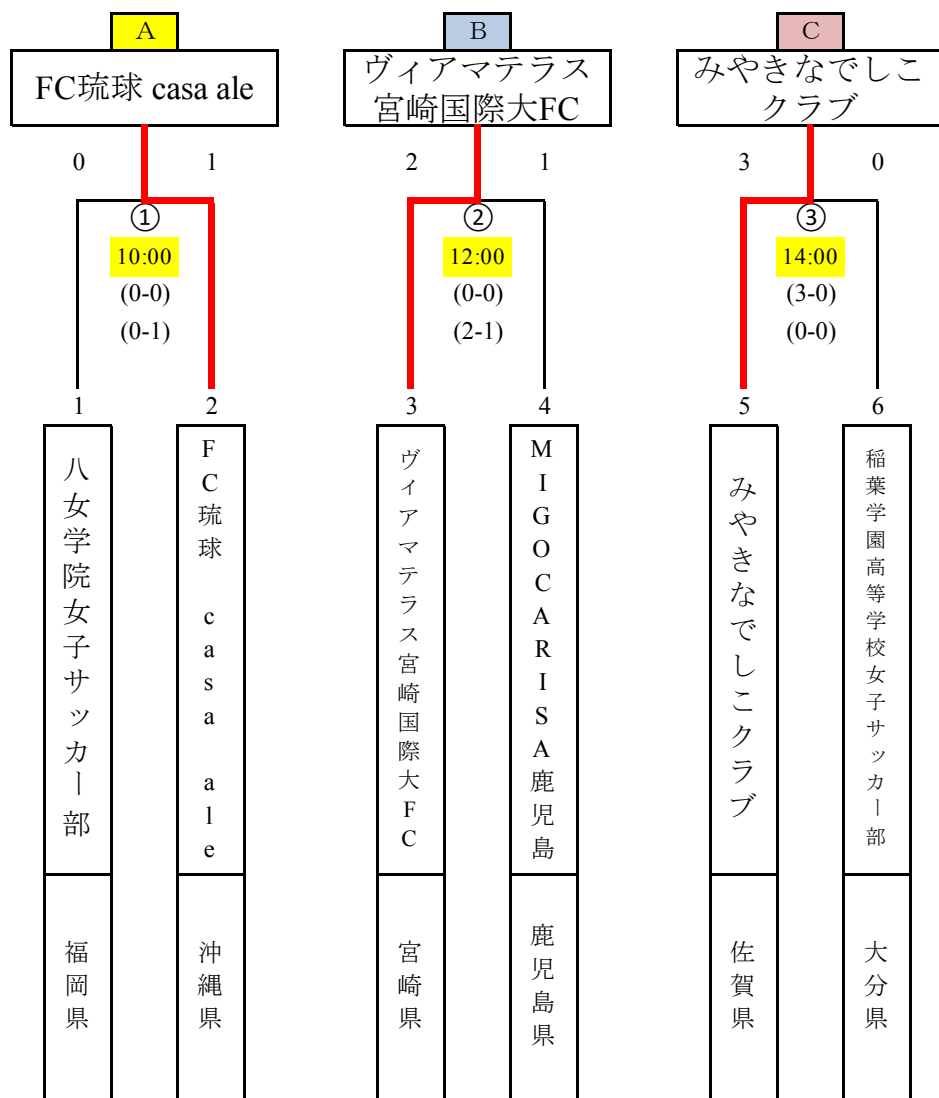 A
B
C
FC琉球 casa ale
ヴィアマテラス
宮崎国際大FC
みやきなでしこ
クラブ
0
1
2
1
3
0
①
②
③
10:00
12:00
14:00
(0-0)
(0-0)
(3-0)
(0-1)
(2-1)
(0-0)
1
2
3
4
5
6
八女学院女子サッカー部
FC琉球 casa ale
ヴィアマテラス宮崎国際大FC
MIGOCARISA鹿児島
みやきなでしこクラブ
稲葉学園高等学校女子サッカー部
福岡県
沖縄県
宮崎県
鹿児島県
佐賀県
大分県